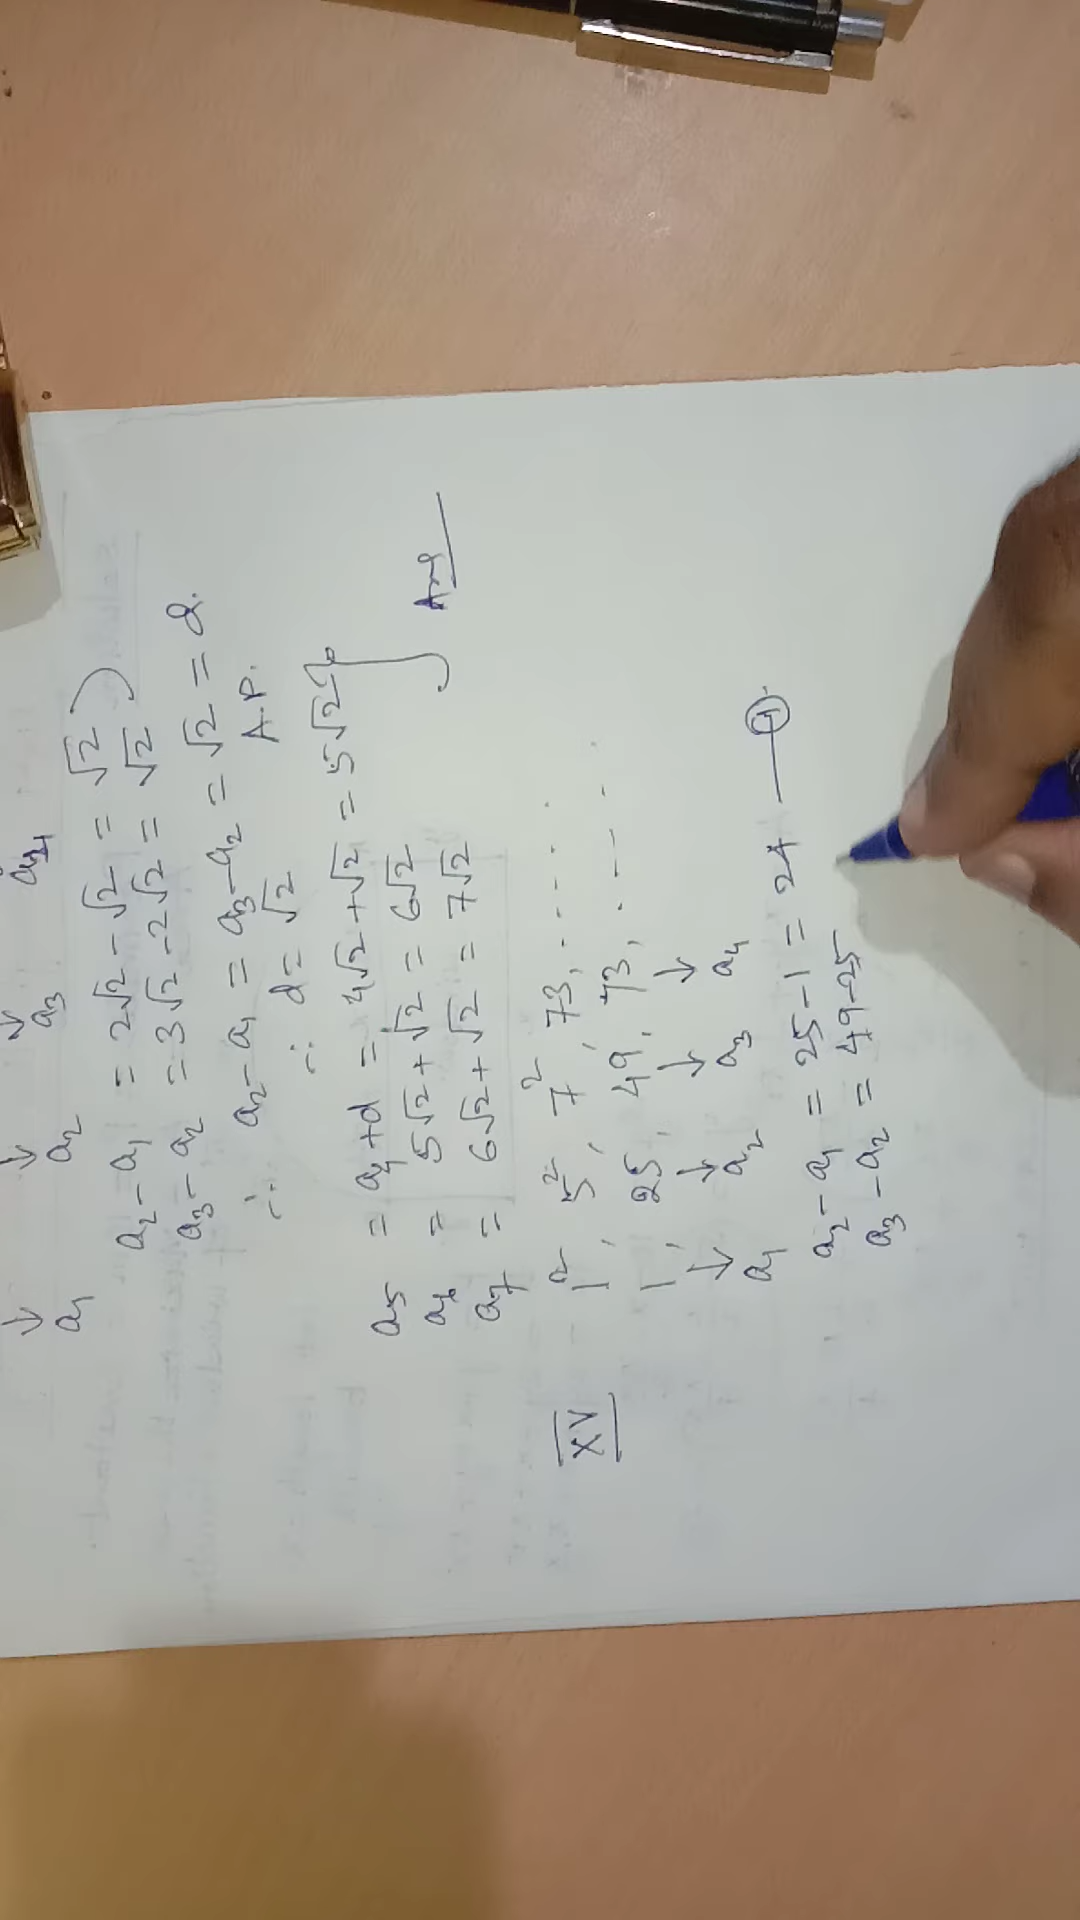 ↓ ↓ ↓
a₁ a₂ a₃ a₄
a₂ - a₁ = 2√2 - √2 = √2 )
a₃ - a₂ = 3√2 - 2√2 = √2
∴ a₂ - a₁ = a₃ - a₂ = √2 = d.
∴ d = √2 A.P.
a₅ = a₄ + d = 4√2 + √2 = 5√2
a₆ = 5√2 + √2 = 6√2
a₇ = 6√2 + √2 = 7√2
Ans
XV 1², 5², 7², 73, - - - -
1, 25, 49, 73, . — - .
↓ ↓ ↓ ↓
a₁ a₂ a₃ a₄
a₂ - a₁ = 25 - 1 = 24 —
a₃ - a₂ = 49 - 25